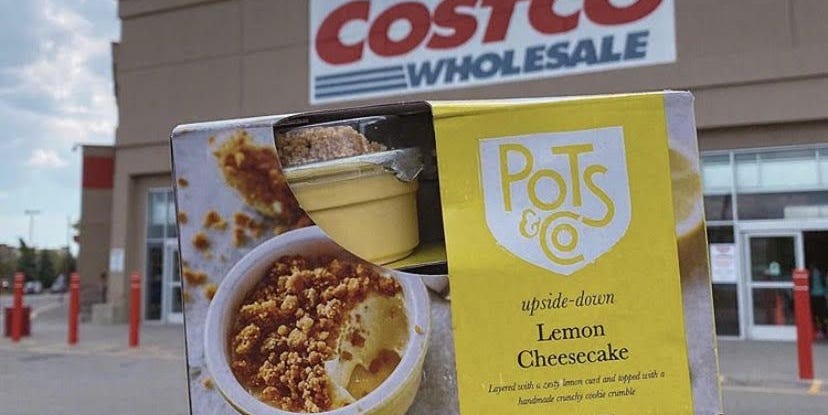 COSTCO
WHOLESALE
POTS
& CO
upside-down
Lemon
Cheesecake
Layered with a zesty lemon curd and topped with a
handmade crunchy cookie crumble